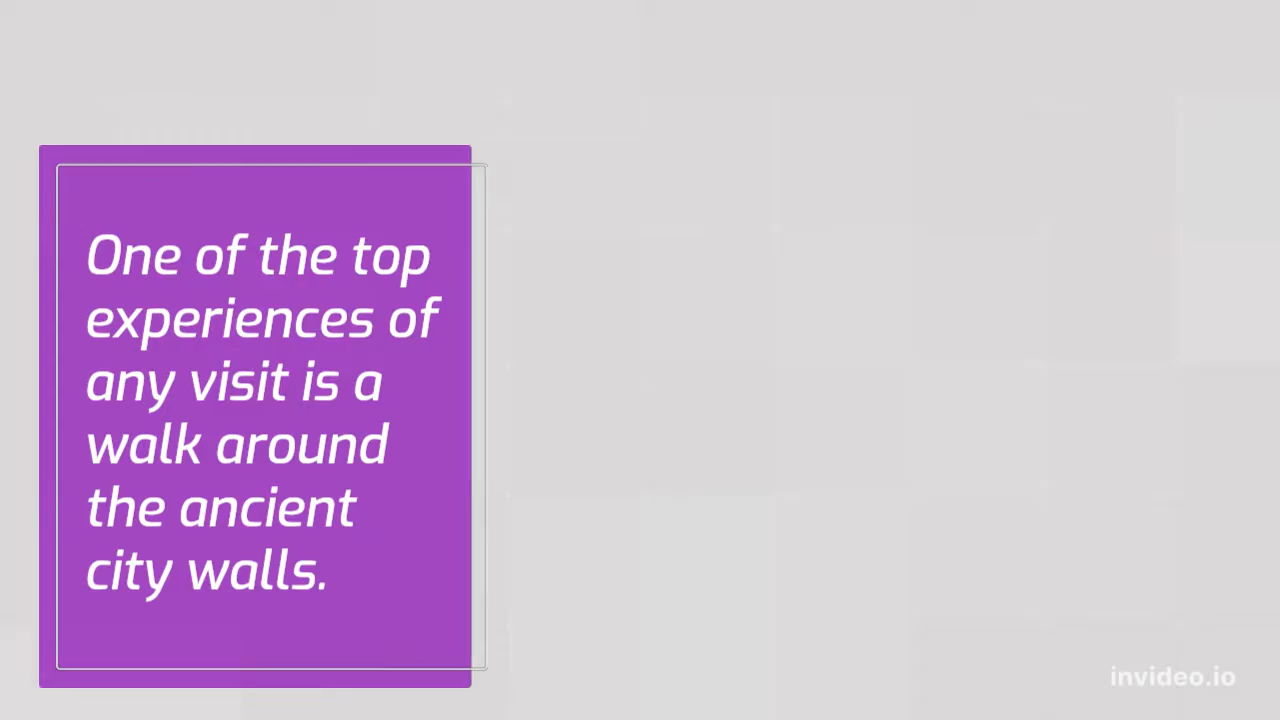 One of the top
experiences of
any visit is a
walk around
the ancient
city walls.
invideo.io